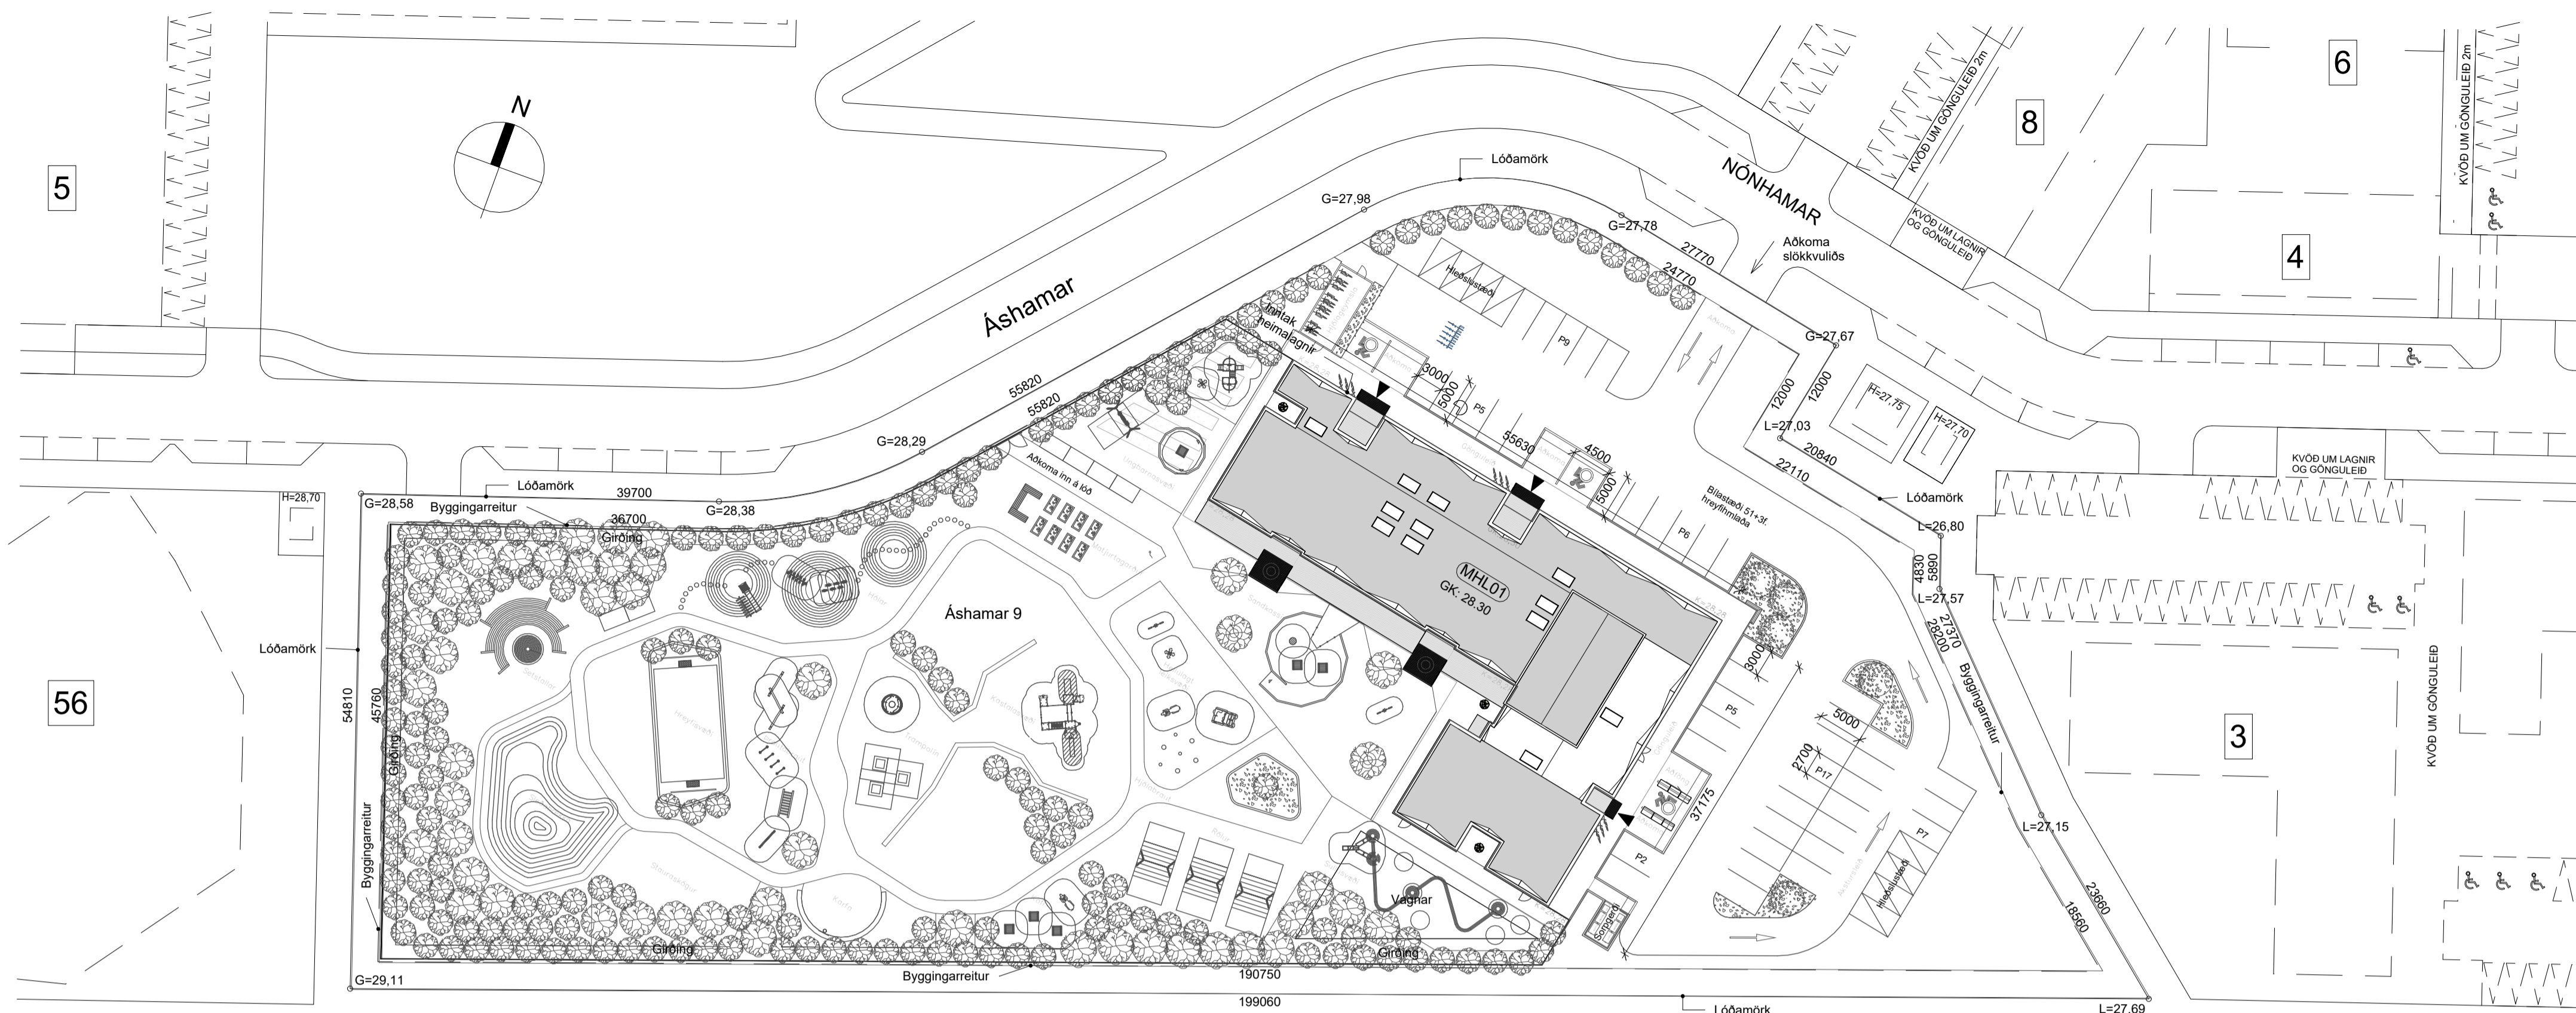 N
5
56
6
8
4
3
KVÖÐ UM GÖNGULEIÐ 2m
KVÖÐ UM GÖNGULEIÐ 2m
KVÖÐ UM LAGNIR
OG GÖNGULEIÐ
NÓNHAMAR
Áshamar
Lóðamörk
G=27,98
G=27,78
27770
24770
Aðkoma
slökkvuliðs
G=27,67
12000
12000
H=27,75
H=27,70
L=27,03
20840
22110
Lóðamörk
L=26,80
4830
5890
L=27,57
27370
28200
Byggingarreitur
L=27,15
23660
18560
L=27,69
KVÖÐ UM LAGNIR
OG GÖNGULEIÐ
KVÖÐ UM GÖNGULEIÐ
Hleðslustæði
P9
Aðkoma
Inntak
heimalagnir
3000
5000
P5
55630
4500
5000
P6
Bílastæði 51+3f.
hreyfihmlaða
55820
55820
G=28,29
Aðkoma inn á lóð
H=28,70
G=28,58
Lóðamörk
39700
G=28,38
Byggingarreitur
36700
Girðing
Áshamar 9
MHL01
GK: 28.30
Lóðamörk
54810
45760
Girðing
Byggingarreitur
3000
P5
5000
2700
P17
37175
P2
P7
Hleðslustæði
Sorpgerði
Vagnar
Girðing
Girðing
Byggingarreitur
190750
199060
G=29,11
Lóðamörk